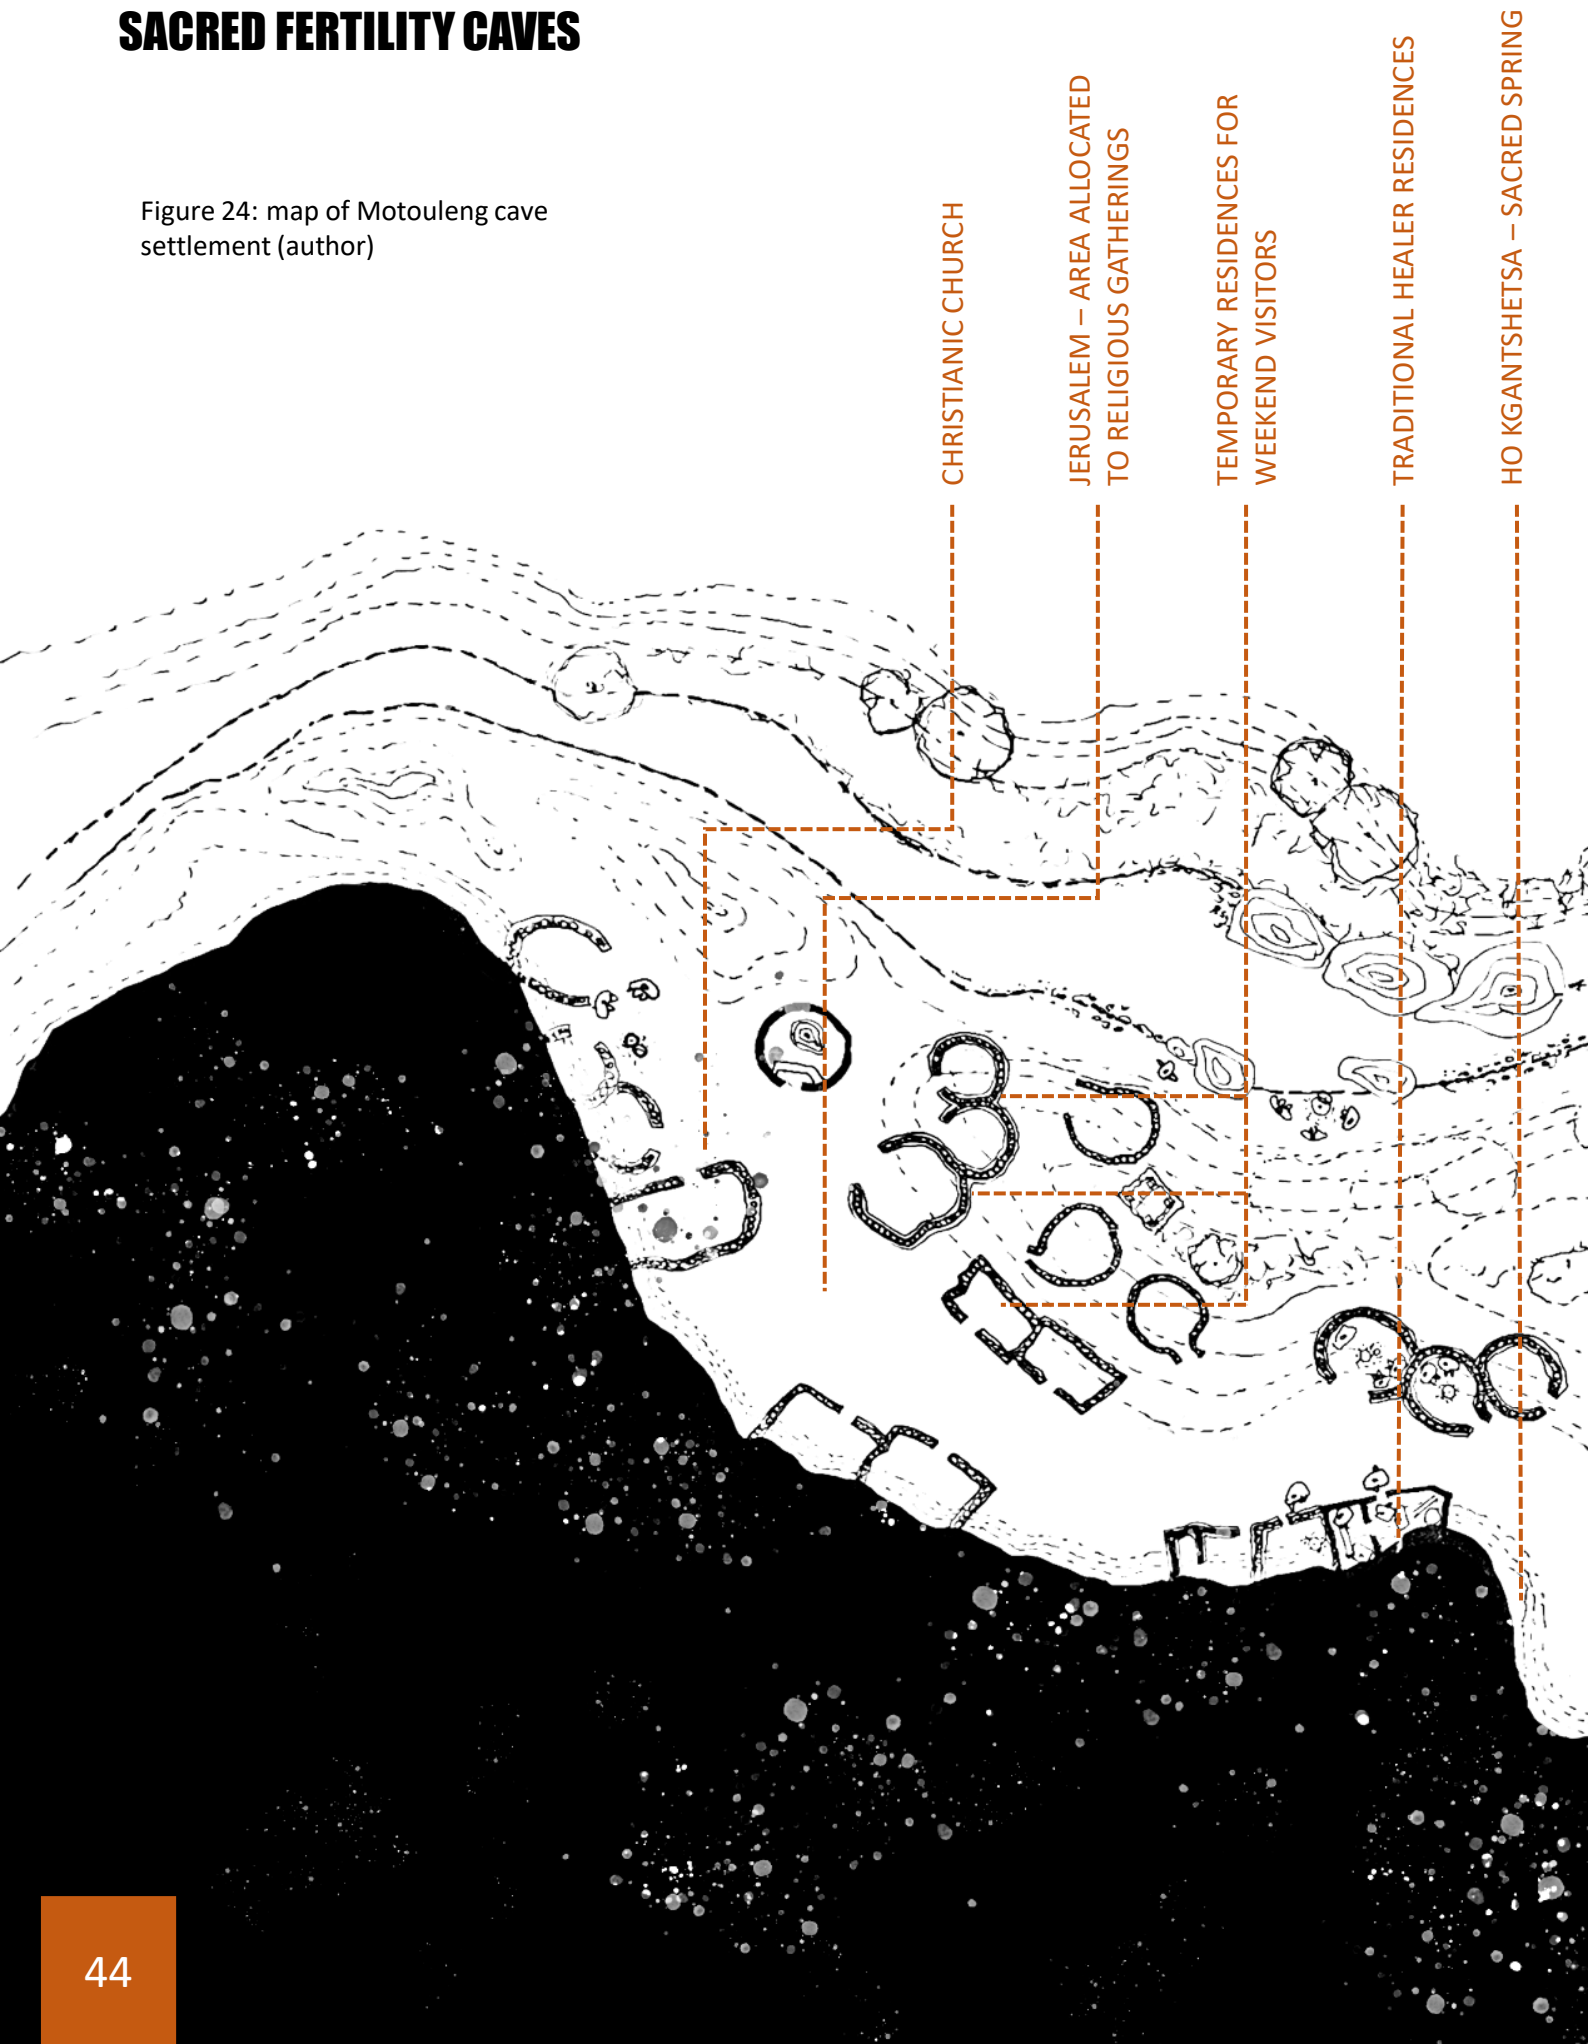 SACRED FERTILITY CAVES
Figure 24: map of Motouleng cave
settlement (author)
CHRISTIANIC CHURCH
JERUSALEM – AREA ALLOCATED
TO RELIGIOUS GATHERINGS
TEMPORARY RESIDENCES FOR
WEEKEND VISITORS
TRADITIONAL HEALER RESIDENCES
HO KGANTSHETSA – SACRED SPRING
44